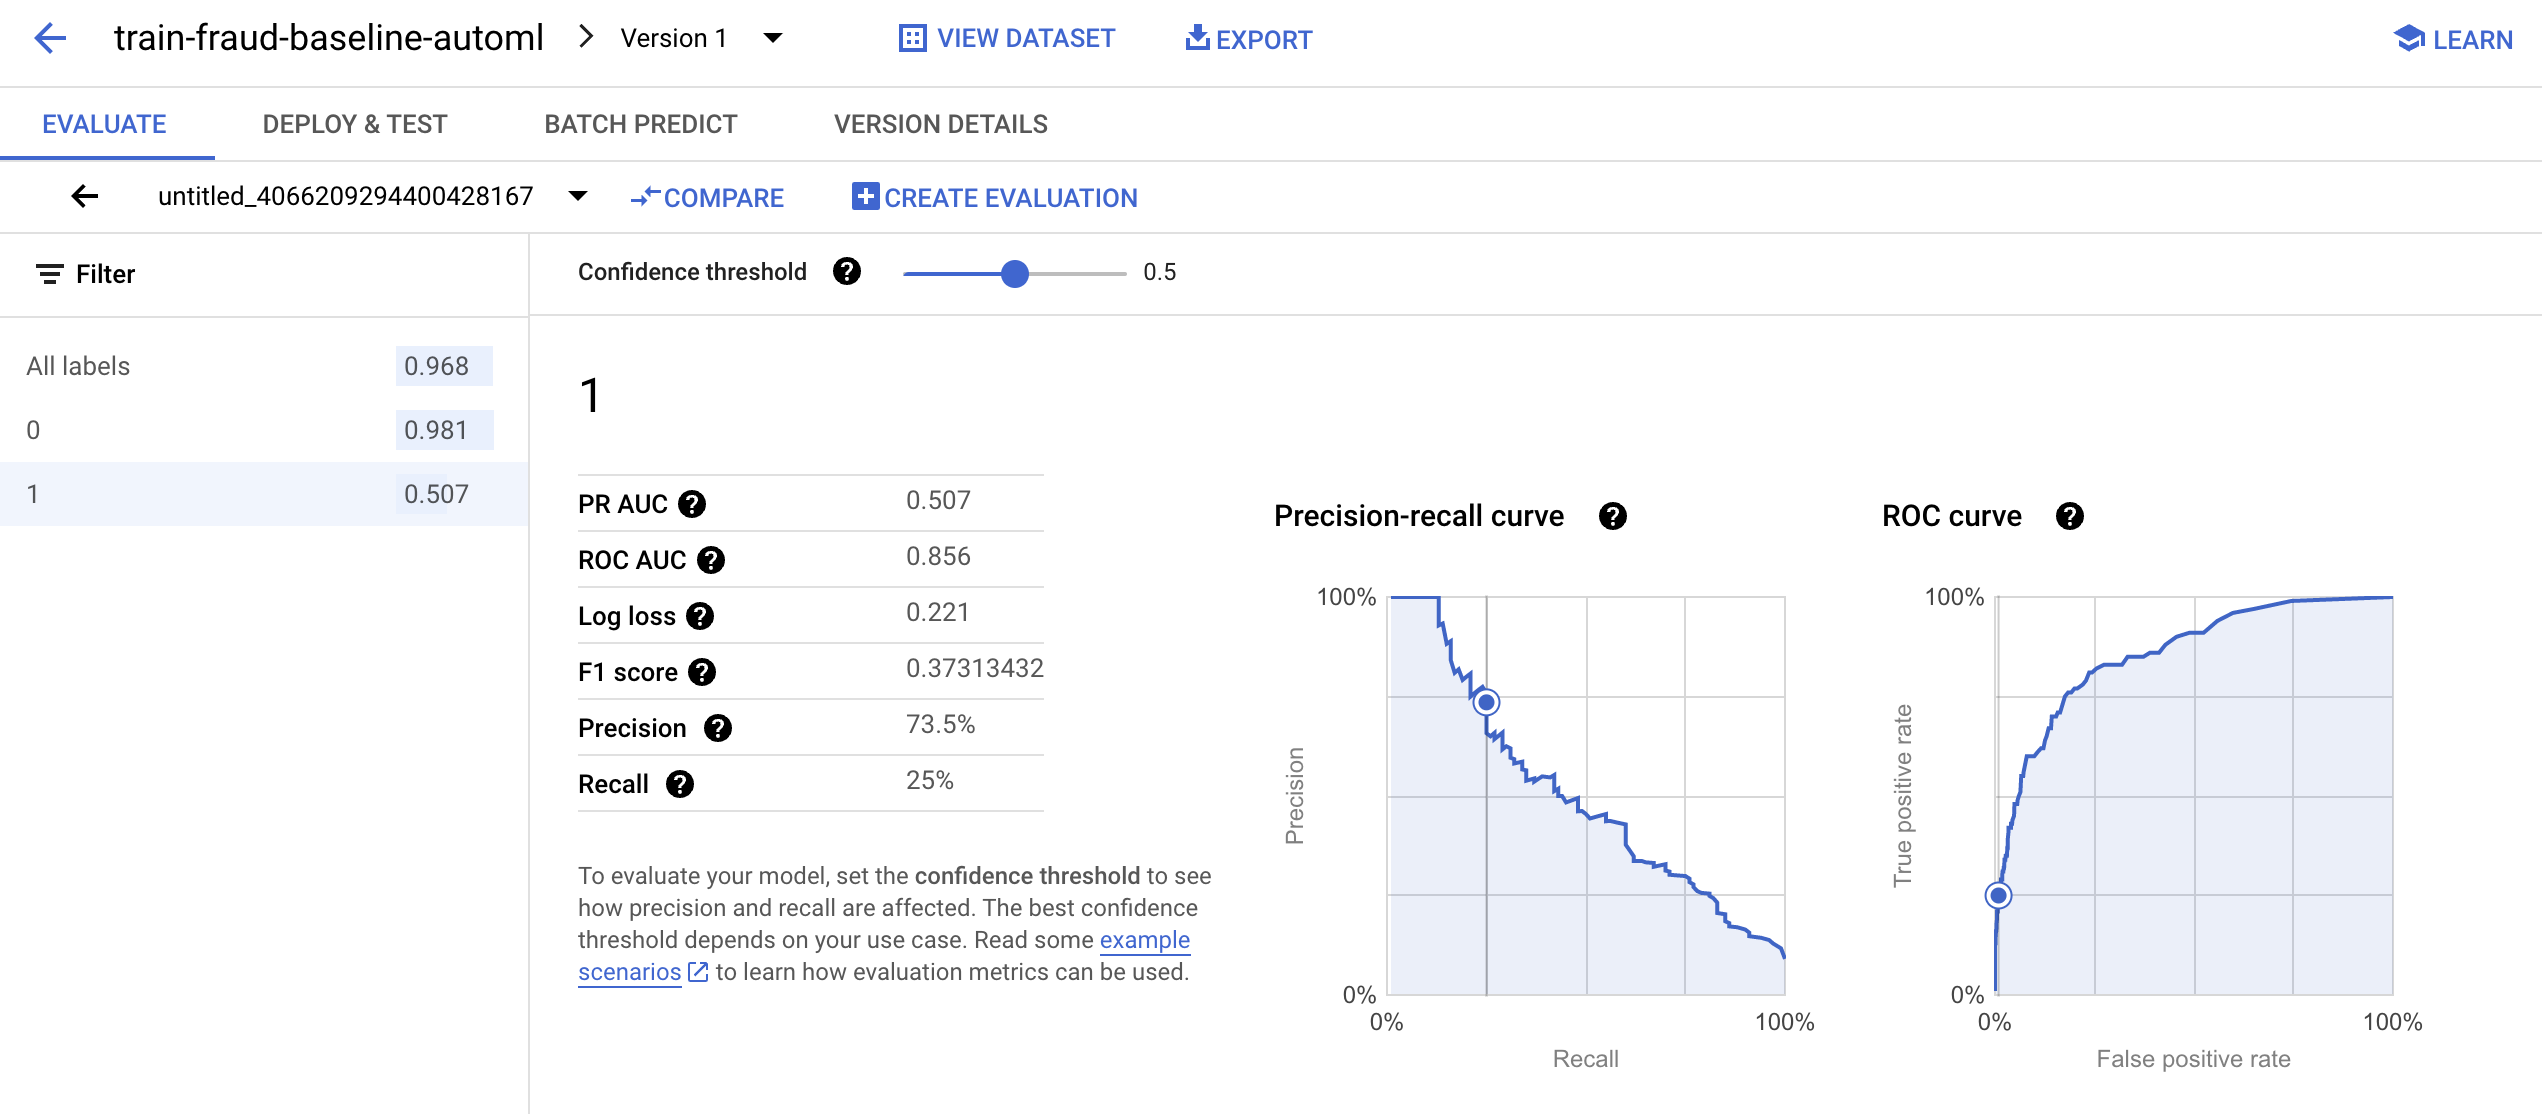 train-fraud-baseline-automl
Version 1
VIEW DATASET
EXPORT
LEARN
EVALUATE
DEPLOY & TEST
BATCH PREDICT
VERSION DETAILS
untitled_4066209294400428167
COMPARE
CREATE EVALUATION
Filter
Confidence threshold
0.5
All labels 0.968
0 0.981
1 0.507
1
PR AUC 0.507
ROC AUC 0.856
Log loss 0.221
F1 score 0.37313432
Precision 73.5%
Recall 25%
To evaluate your model, set the confidence threshold to see
how precision and recall are affected. The best confidence
threshold depends on your use case. Read some example
scenarios to learn how evaluation metrics can be used.
Precision-recall curve
100%
Precision
0%
0%
100%
Recall
ROC curve
100%
True positive rate
0%
0%
100%
False positive rate